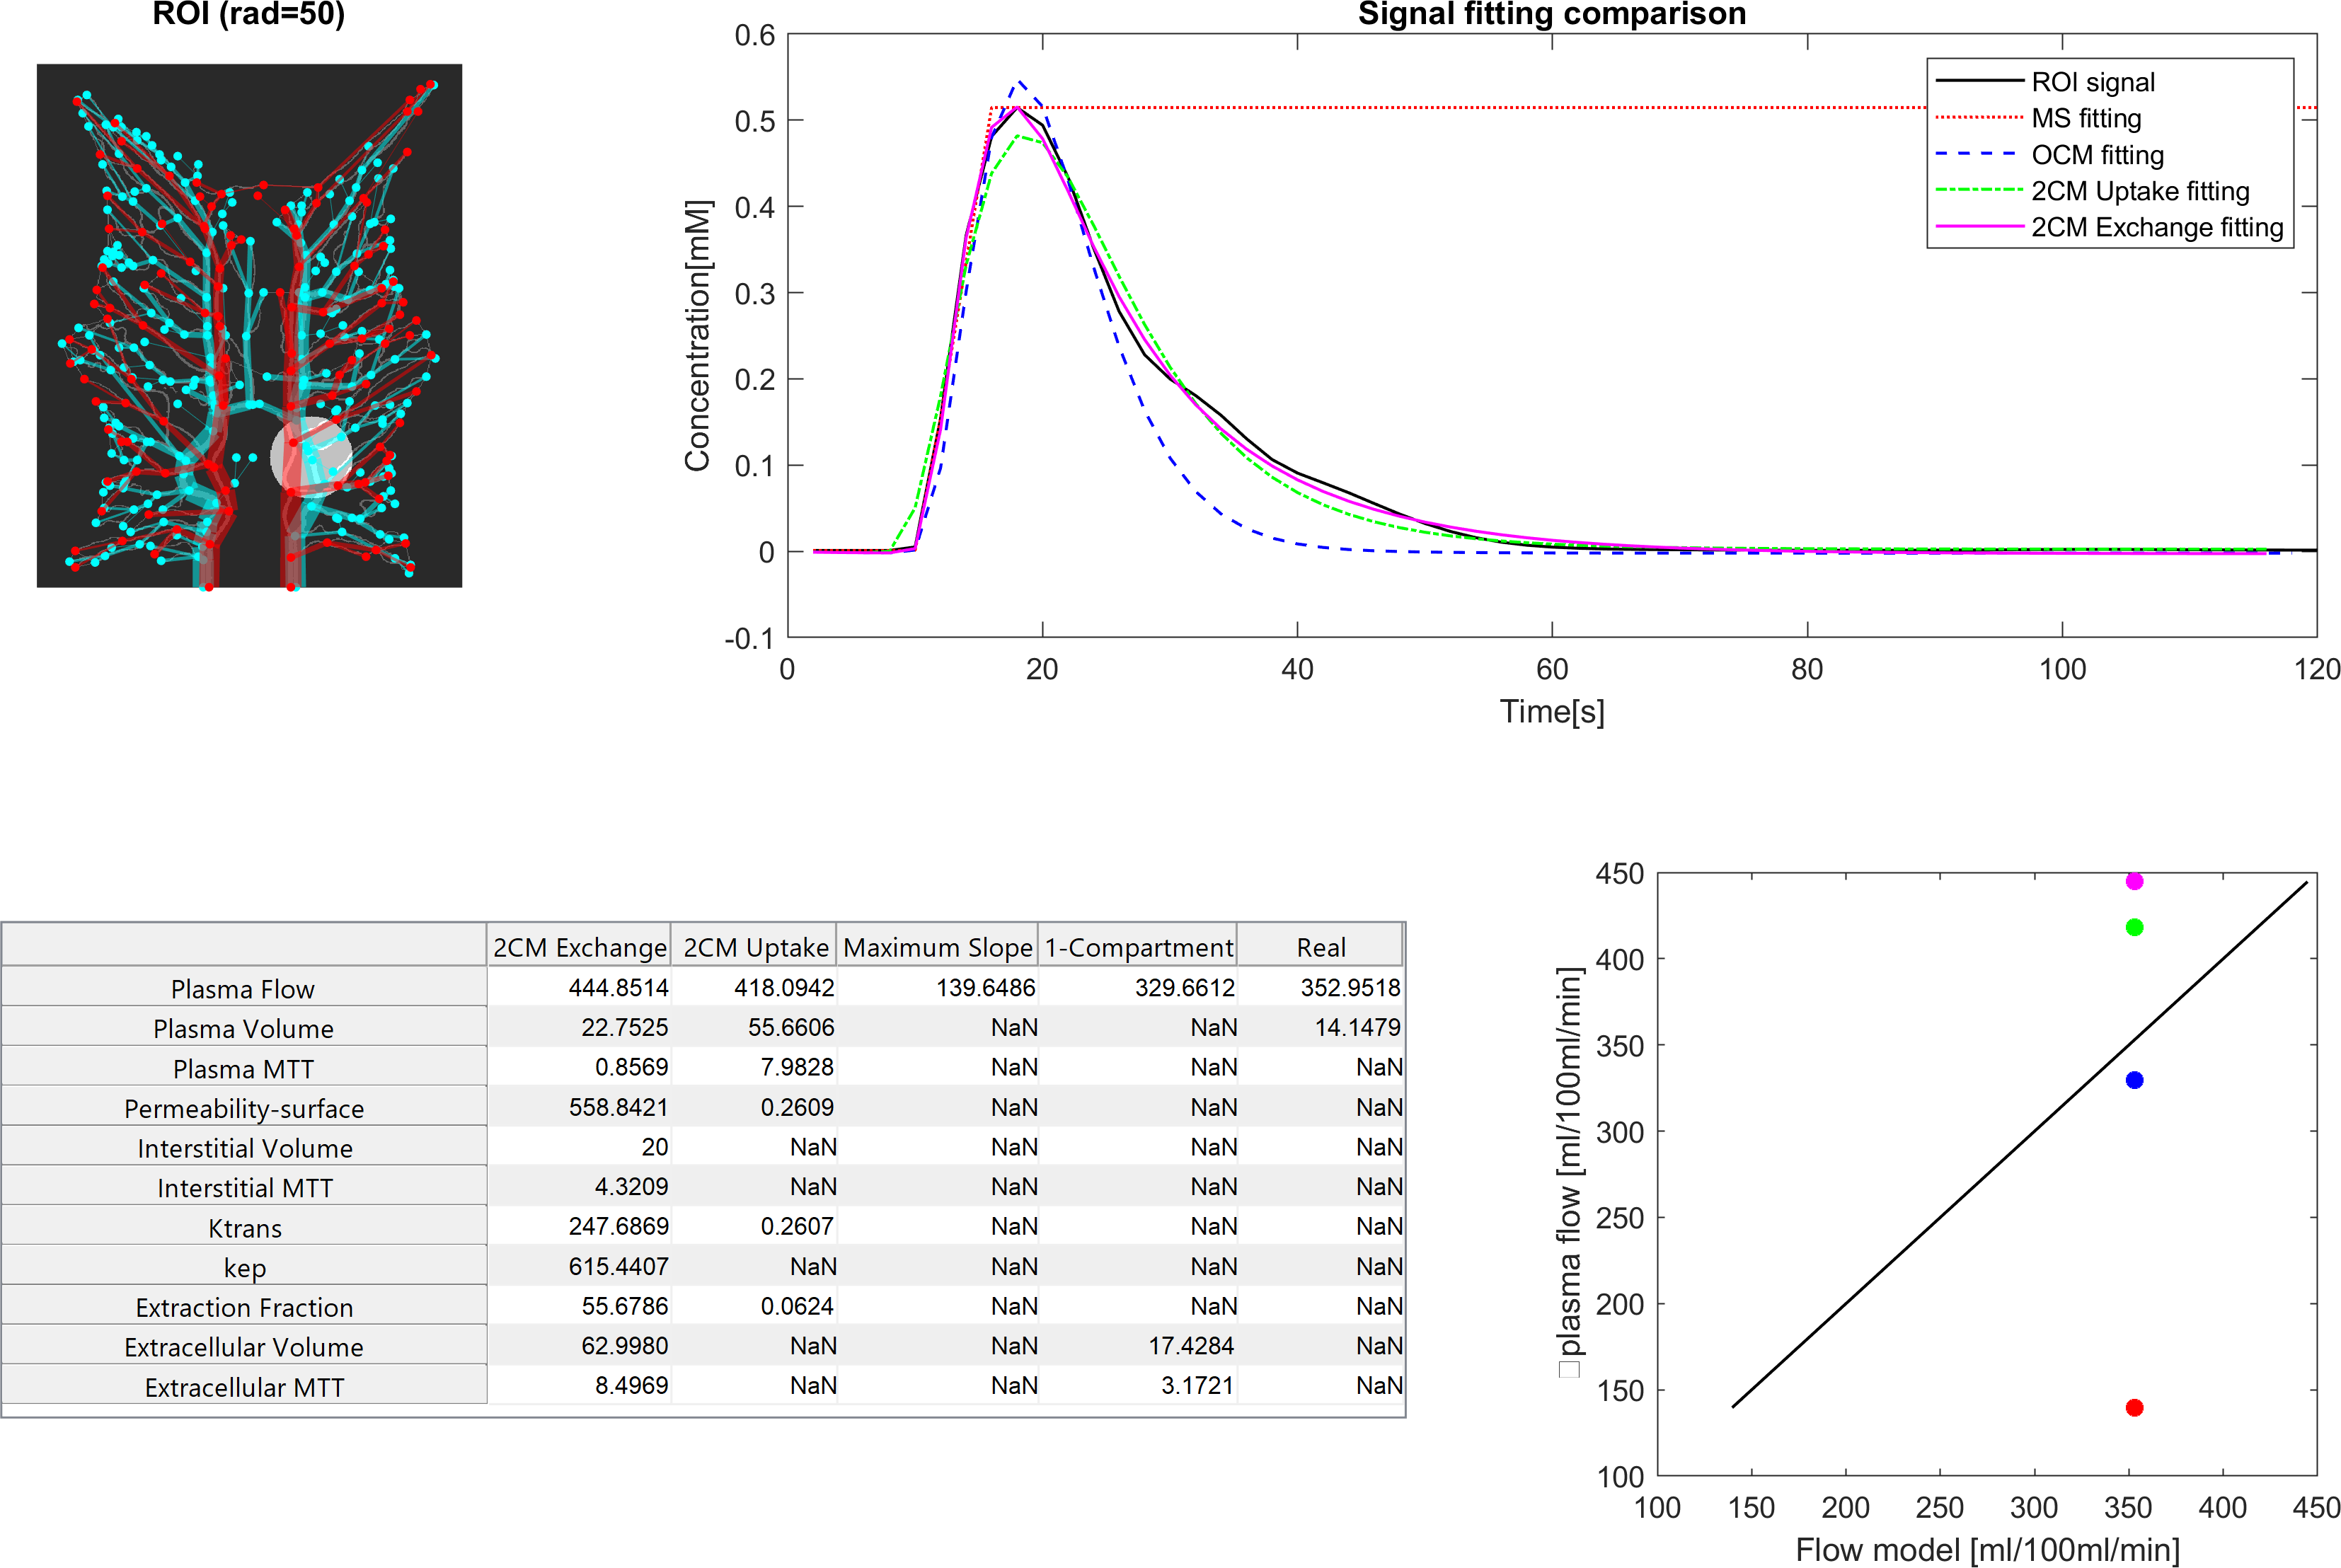 ROI (rad=50)
Signal fitting comparison
0.6
0.5
0.4
0.3
0.2
0.1
0
-0.1
Concentration[mM]
0 20 40 60 80 100 120
Time[s]
ROI signal
MS fitting
OCM fitting
2CM Uptake fitting
2CM Exchange fitting
2CM Exchange 2CM Uptake Maximum Slope 1-Compartment Real
Plasma Flow 444.8514 418.0942 139.6486 329.6612 352.9518
Plasma Volume 22.7525 55.6606 NaN NaN 14.1479
Plasma MTT 0.8569 7.9828 NaN NaN NaN
Permeability-surface 558.8421 0.2609 NaN NaN NaN
Interstitial Volume 20 NaN NaN NaN NaN
Interstitial MTT 4.3209 NaN NaN NaN NaN
Ktrans 247.6869 0.2607 NaN NaN NaN
kep 615.4407 NaN NaN NaN NaN
Extraction Fraction 55.6786 0.0624 NaN NaN NaN
Extracellular Volume 62.9980 NaN NaN 17.4284 NaN
Extracellular MTT 8.4969 NaN NaN 3.1721 NaN
450
400
350
300
250
200
150
100
□plasma flow [ml/100ml/min]
100 150 200 250 300 350 400 450
Flow model [ml/100ml/min]